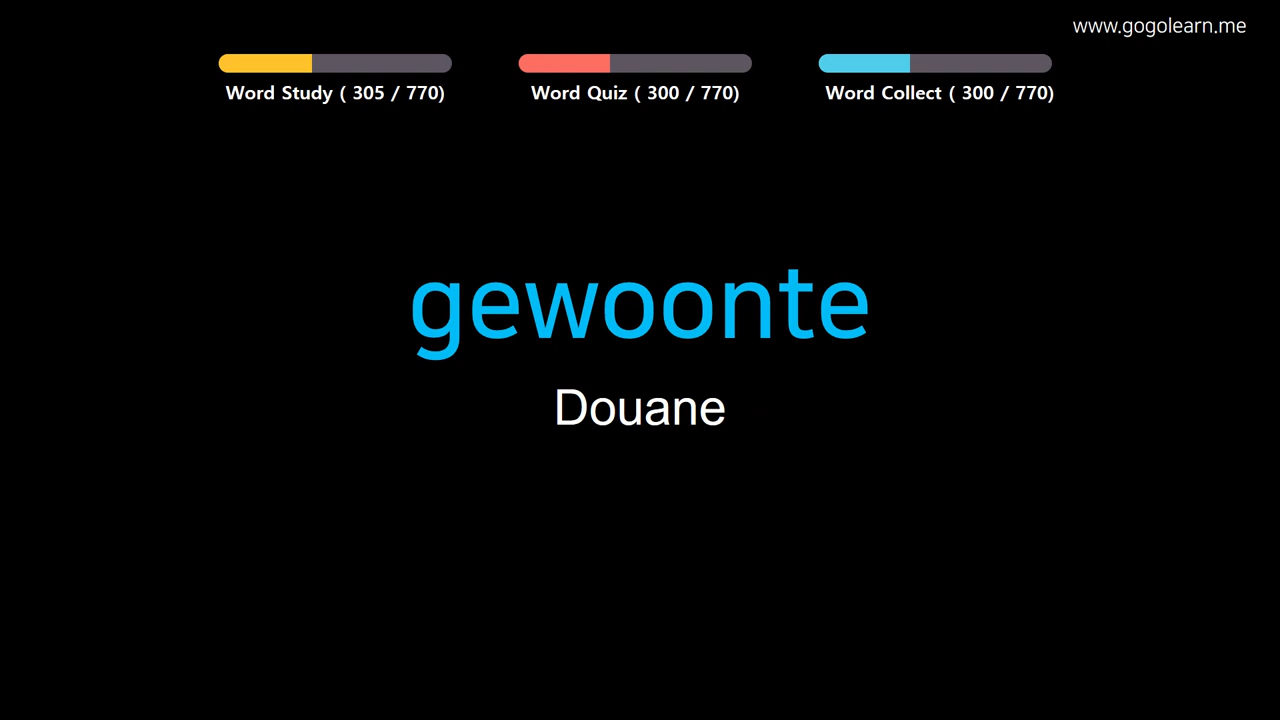 www.gogolearn.me
Word Study ( 305 / 770)
Word Quiz ( 300 / 770)
Word Collect ( 300 / 770)
gewoonte
Douane